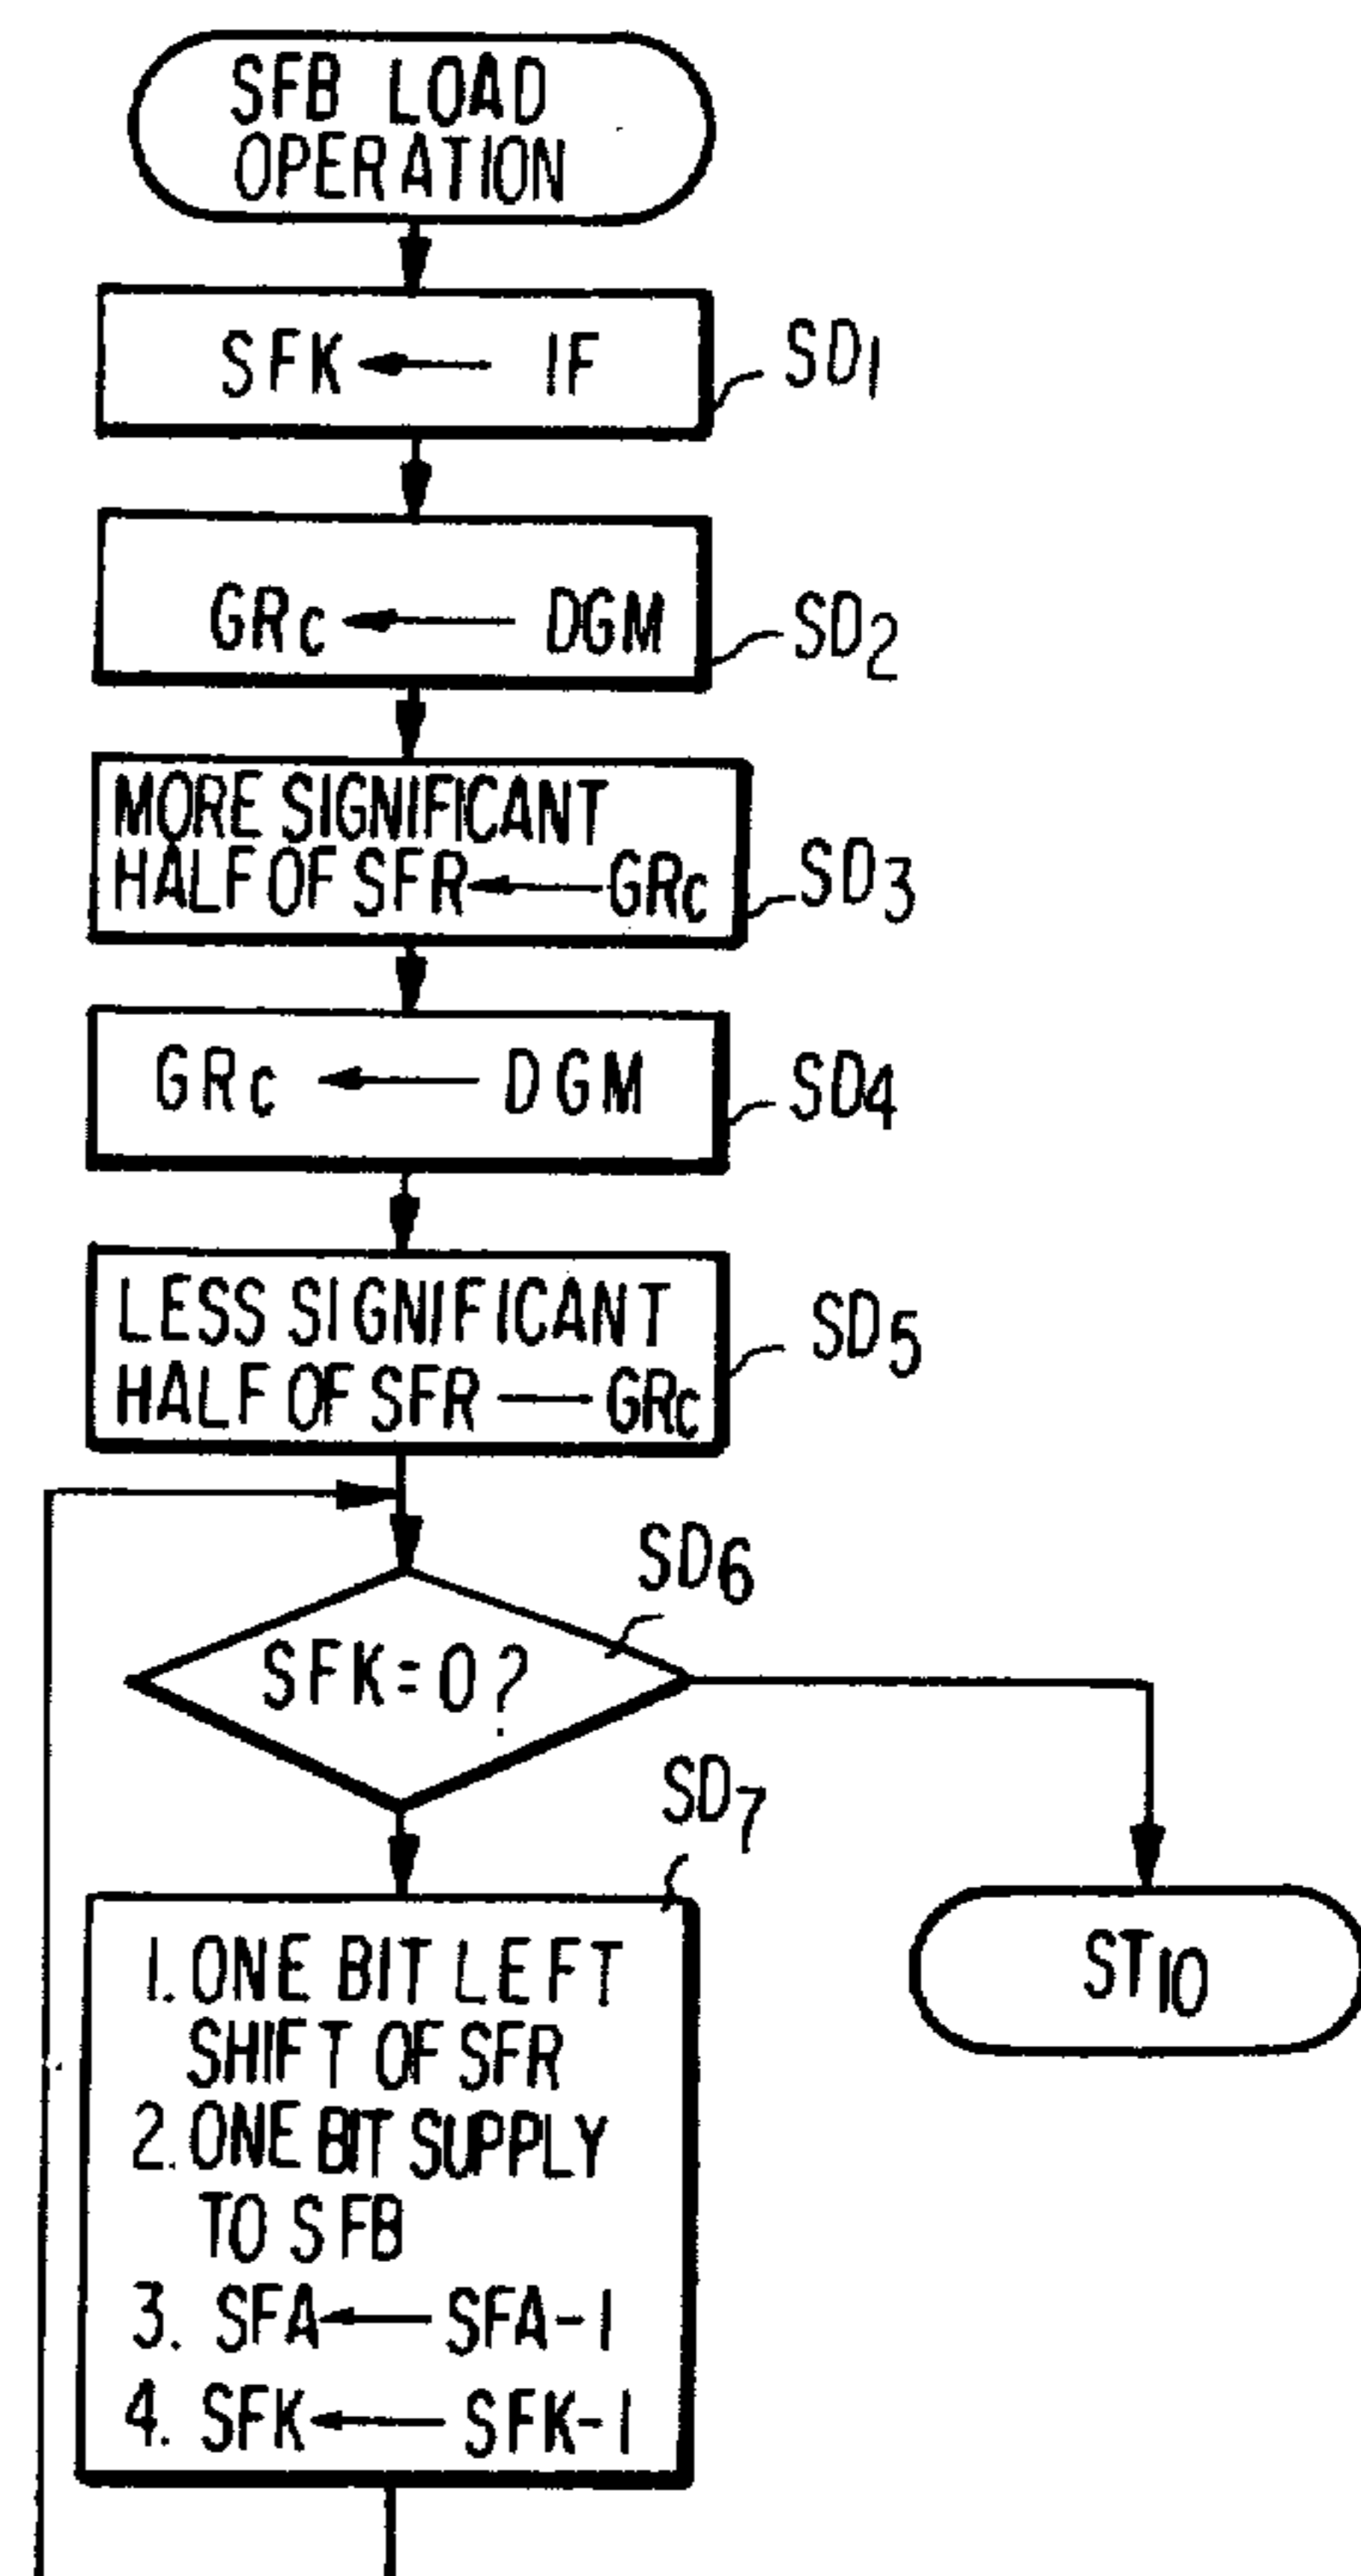 SFB LOAD
OPERATION
SFK ← IF
SD1
GRc ← DGM
SD2
MORE SIGNIFICANT
HALF OF SFR ← GRc
SD3
GRc ← DGM
SD4
LESS SIGNIFICANT
HALF OF SFR — GRc
SD5
SD6
SFK=0?
SD7
1. ONE BIT LEFT
SHIFT OF SFR
2. ONE BIT SUPPLY
TO SFB
3. SFA ← SFA-1
4. SFK ← SFK-1
ST10